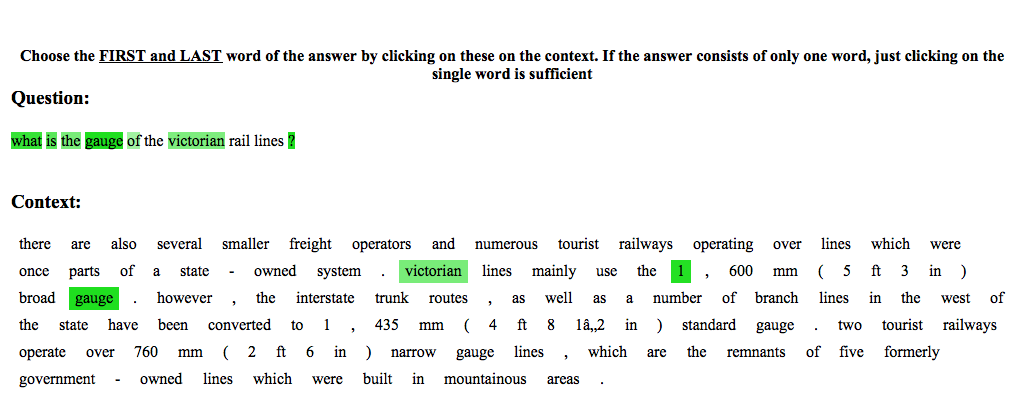 Choose the FIRST and LAST word of the answer by clicking on these on the context. If the answer consists of only one word, just clicking on the
single word is sufficient
Question:
what is the gauge of the victorian rail lines ?
Context:
there are also several smaller freight operators and numerous tourist railways operating over lines which were
once parts of a state - owned system . victorian lines mainly use the 1 , 600 mm ( 5 ft 3 in )
broad gauge . however , the interstate trunk routes , as well as a number of branch lines in the west of
the state have been converted to 1 , 435 mm ( 4 ft 8 1â„2 in ) standard gauge . two tourist railways
operate over 760 mm ( 2 ft 6 in ) narrow gauge lines , which are the remnants of five formerly
government - owned lines which were built in mountainous areas .